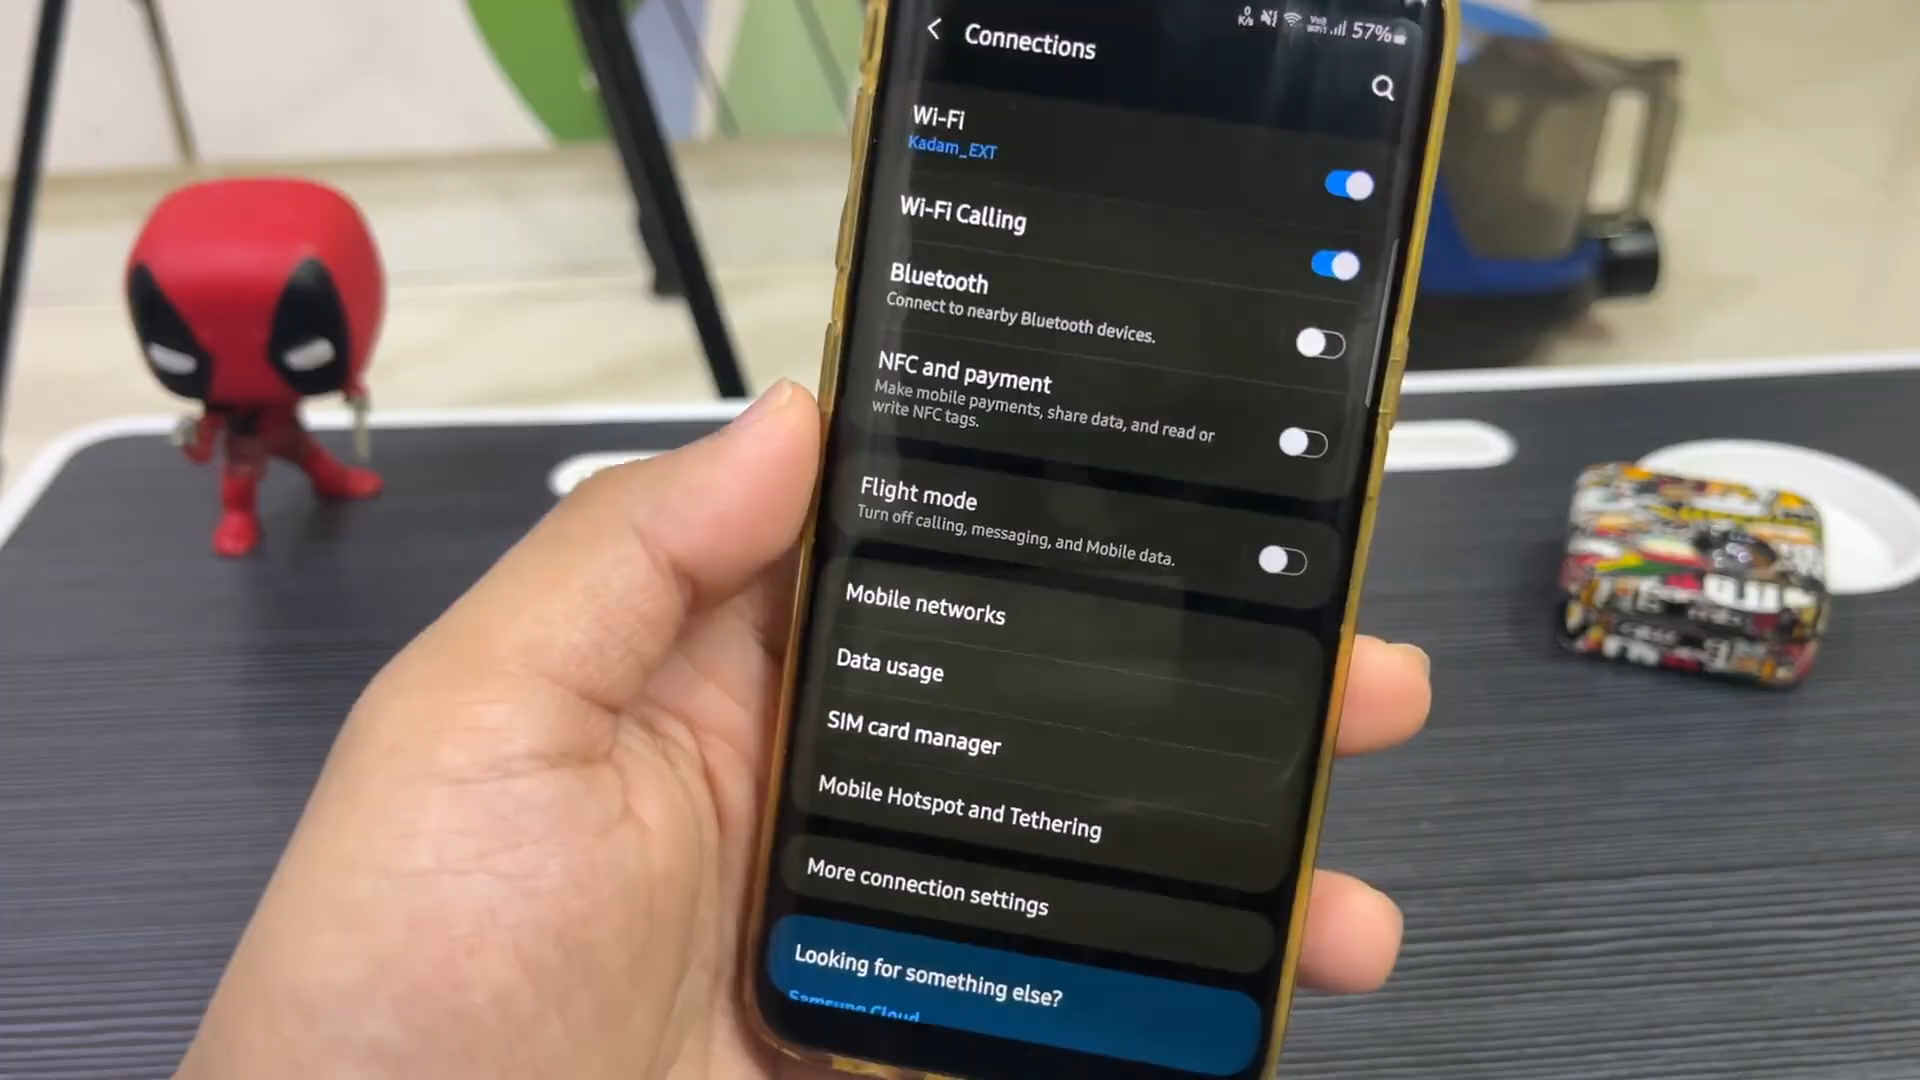 Connections
0
K/s
57%
Wi-Fi
Kadam_EXT
Wi-Fi Calling
Bluetooth
Connect to nearby Bluetooth devices.
NFC and payment
Make mobile payments, share data, and read or
write NFC tags.
Flight mode
Turn off calling, messaging, and Mobile data.
Mobile networks
Data usage
SIM card manager
Mobile Hotspot and Tethering
More connection settings
Looking for something else?
Samsung Cloud